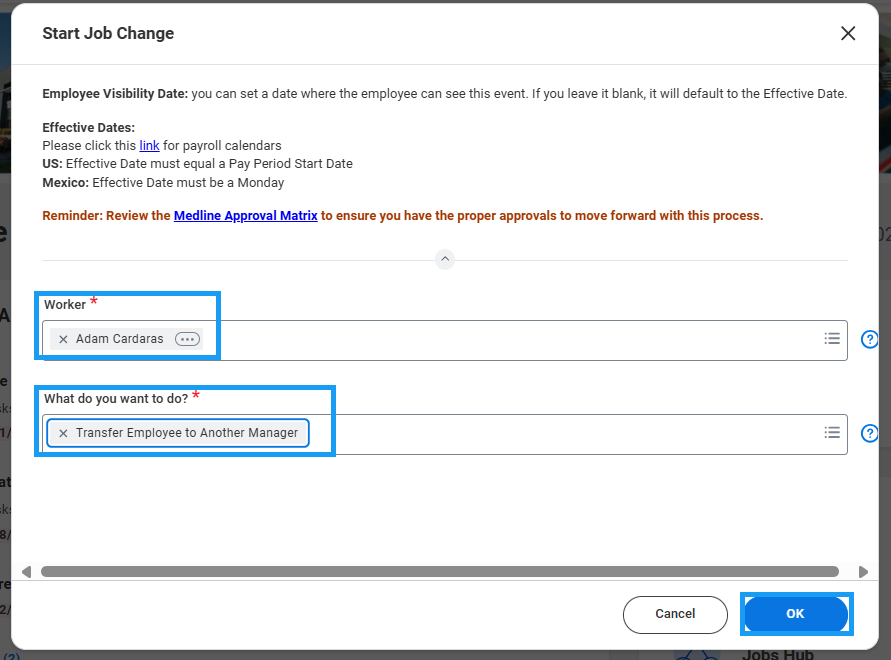 Start Job Change
Employee Visibility Date: you can set a date where the employee can see this event. If you leave it blank, it will default to the Effective Date.
Effective Dates:
Please click this link for payroll calendars
US: Effective Date must equal a Pay Period Start Date
Mexico: Effective Date must be a Monday
Reminder: Review the Medline Approval Matrix to ensure you have the proper approvals to move forward with this process.
Worker *
× Adam Cardaras
?
What do you want to do? *
× Transfer Employee to Another Manager
?
Cancel
OK
(2)
Jobs Hub